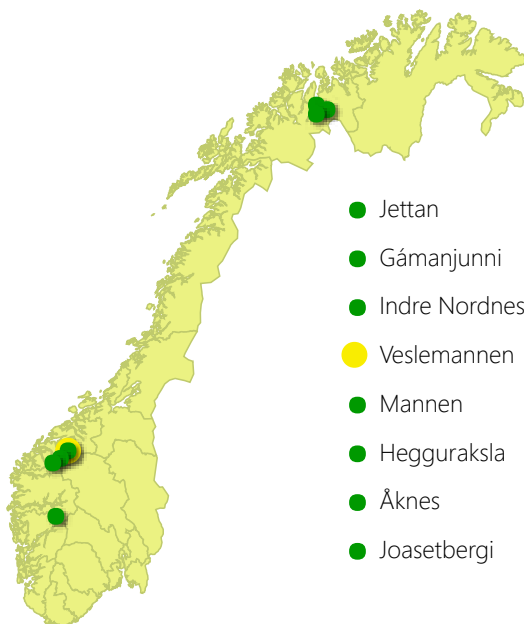 Jettan
Gámanjunni
Indre Nordnes
Veslemannen
Mannen
Hegguraksla
Åknes
Joasetbergi